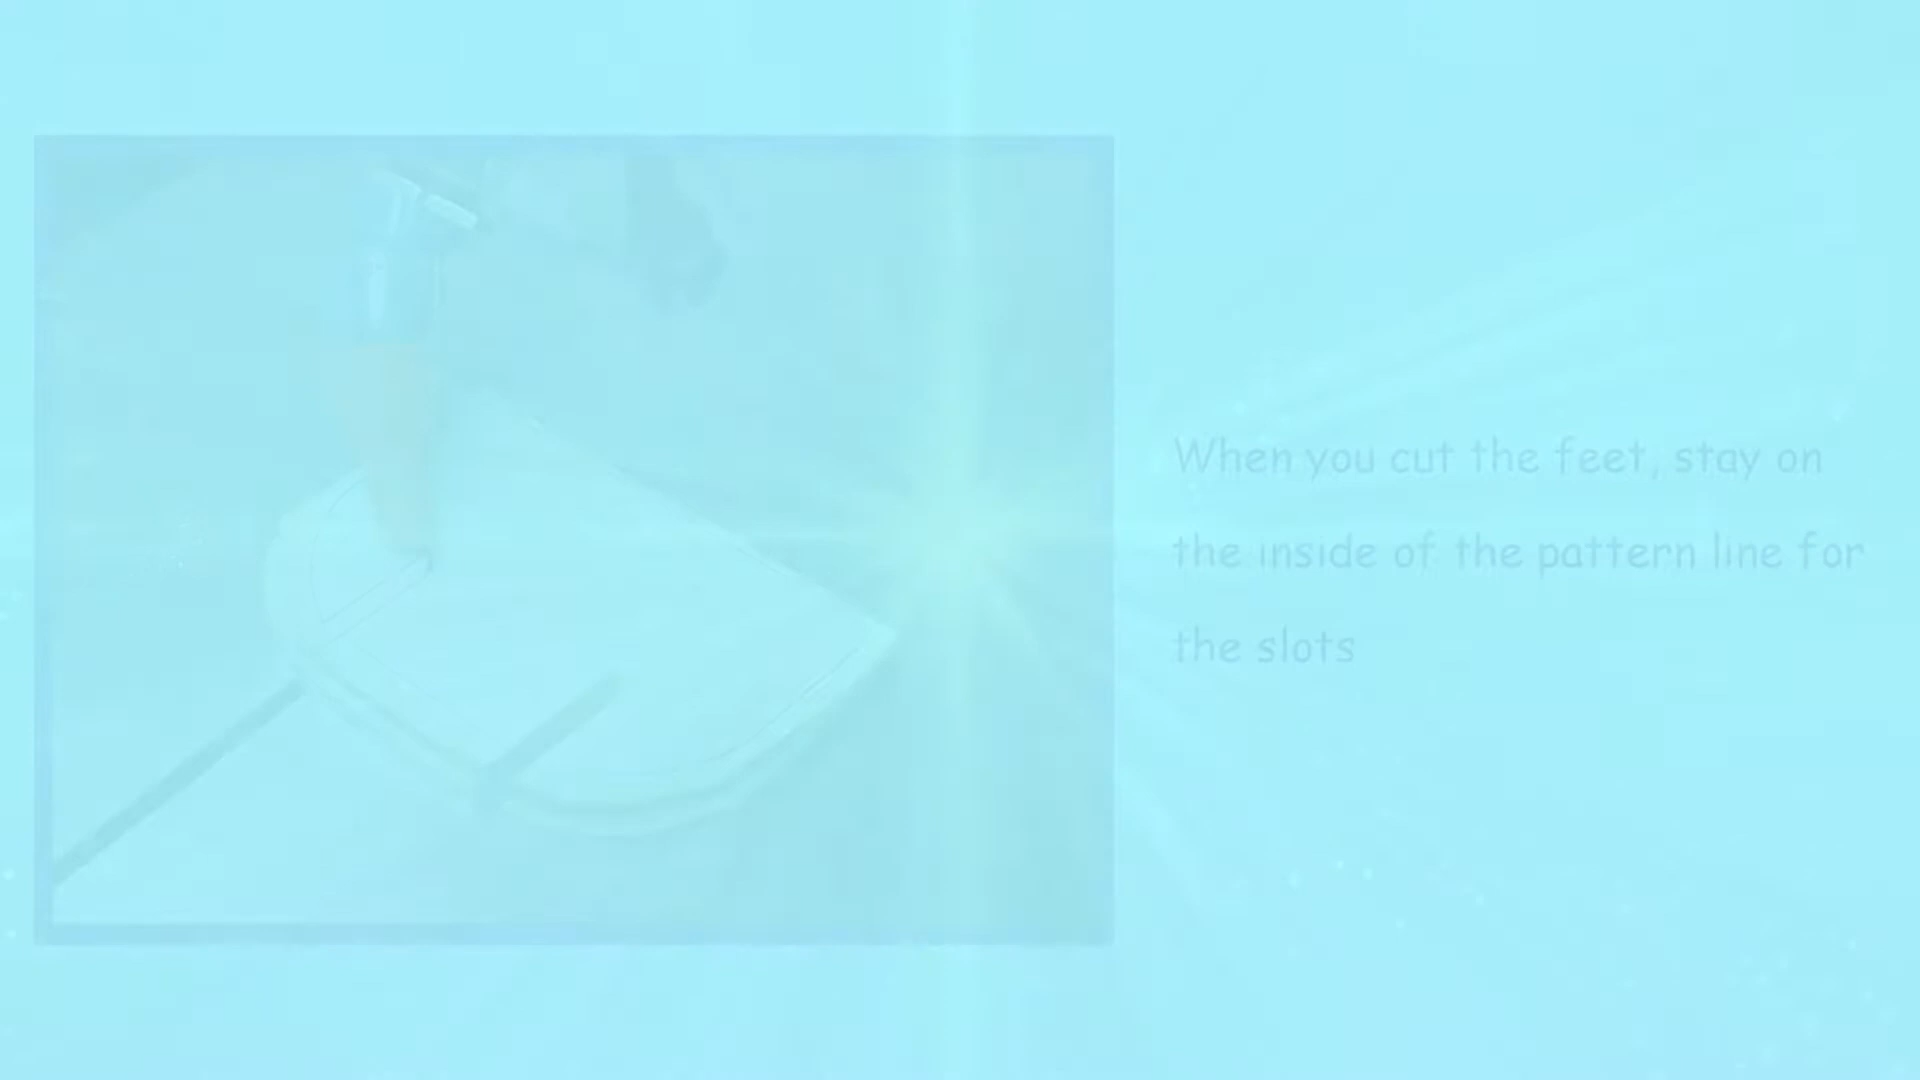 When you cut the feet, stay on
the inside of the pattern line for
the slots